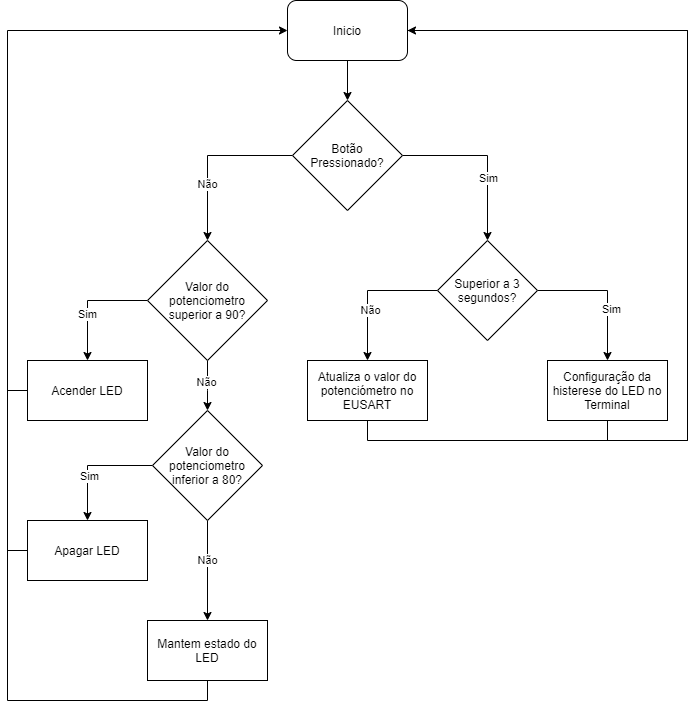 Inicio
Botão
Pressionado?
Não
Sim
Valor do
potenciometro
superior a 90?
Superior a 3
segundos?
Sim
Não
Sim
Acender LED
Não
Atualiza o valor do
potenciómetro no
EUSART
Configuração da
histerese do LED no
Terminal
Valor do
potenciometro
inferior a 80?
Sim
Apagar LED
Não
Mantem estado do
LED